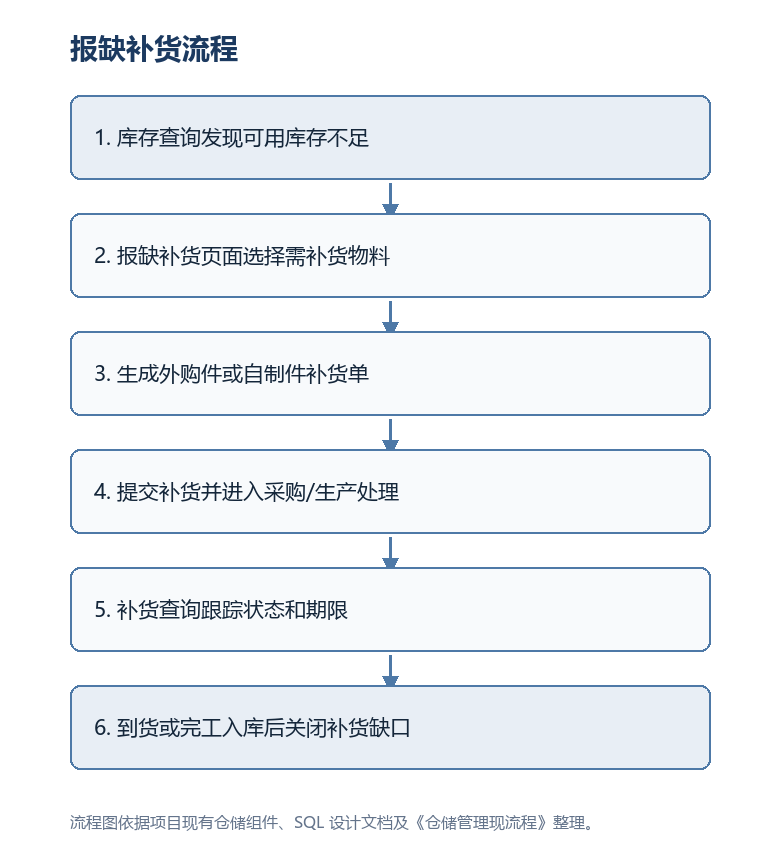 报缺补货流程
1. 库存查询发现可用库存不足
2. 报缺补货页面选择需补货物料
3. 生成外购件或自制件补货单
4. 提交补货并进入采购/生产处理
5. 补货查询跟踪状态和期限
6. 到货或完工入库后关闭补货缺口
流程图依据项目现有仓储组件、SQL 设计文档及《仓储管理现流程》整理。